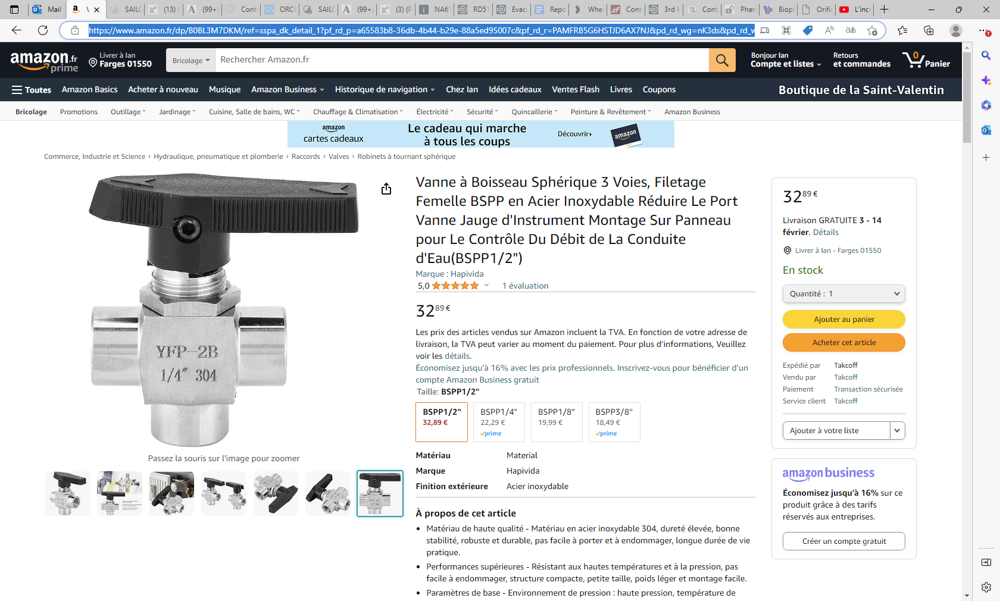 Mail
V
SAILO
(13) (
(99+)
Contr
ORCI
SAILO
(99+)
(3) (P
NA61
RD51
Evacu
Repo
Whe
Cont
3rd In
Cont
Pharr
Biopl
Orific
L'incr
https://www.amazon.fr/dp/B0BL3M7DKM/ref=sspa_dk_detail_1?pf_rd_p=a65583b8-36db-4b44-b29e-88a5ed95007c&pf_rd_r=PAMFRB5G6HSTJD6AX7NJ&pd_rd_wg=nK3ds&pd_rd_w
amazon.fr
prime
Livrer à Ian
Farges 01550
Bricolage
Rechercher Amazon.fr
Bonjour Ian
Compte et listes
Retours
et commandes
0
Panier
Toutes Amazon Basics Acheter à nouveau Musique Amazon Business Historique de navigation Chez Ian Idées cadeaux Ventes Flash Livres Coupons Boutique de la Saint-Valentin
Bricolage Promotions Outillage Jardinage Cuisine, Salle de bains, WC Chauffage & Climatisation Électricité Sécurité Quincaillerie Peinture & Revêtement Amazon Business
amazon
cartes cadeaux
Le cadeau qui marche
à tous les coups
Découvrir
amazon
Commerce, Industrie et Science › Hydraulique, pneumatique et plomberie › Raccords › Valves › Robinets à tournant sphérique
YFP-2B
1/4" 304
Passez la souris sur l'image pour zoomer
Vanne à Boisseau Sphérique 3 Voies, Filetage
Femelle BSPP en Acier Inoxydable Réduire Le Port
Vanne Jauge d'Instrument Montage Sur Panneau
pour Le Contrôle Du Débit de La Conduite
d'Eau(BSPP1/2")
Marque : Hapivida
5,0 1 évaluation
32 89 €
Les prix des articles vendus sur Amazon incluent la TVA. En fonction de votre adresse de
livraison, la TVA peut varier au moment du paiement. Pour plus d'informations, Veuillez
voir les détails.
Économisez jusqu'à 16% avec les prix professionnels. Inscrivez-vous pour bénéficier d'un
compte Amazon Business gratuit
Taille: BSPP1/2"
BSPP1/2"
32,89 €
BSPP1/4"
22,29 €
prime
BSPP1/8"
19,99 €
BSPP3/8"
18,49 €
prime
Matériau Material
Marque Hapivida
Finition extérieure Acier inoxydable
À propos de cet article
• Matériau de haute qualité - Matériau en acier inoxydable 304, dureté élevée, bonne
stabilité, robuste et durable, pas facile à porter et à endommager, longue durée de vie
pratique.
• Performances supérieures - Résistant aux hautes températures et à la pression, pas
facile à endommager, structure compacte, petite taille, poids léger et montage facile.
• Paramètres de base - Environnement de pression : haute pression, température de
32 89 €
Livraison GRATUITE 3 - 14
février. Détails
Livrer à Ian - Farges 01550
En stock
Quantité : 1
Ajouter au panier
Acheter cet article
Expédié par Takcoff
Vendu par Takcoff
Paiement Transaction sécurisée
Service client Takcoff
Ajouter à votre liste
amazon business
Économisez jusqu'à 16% sur ce
produit grâce à des tarifs
réservés aux entreprises.
Créer un compte gratuit